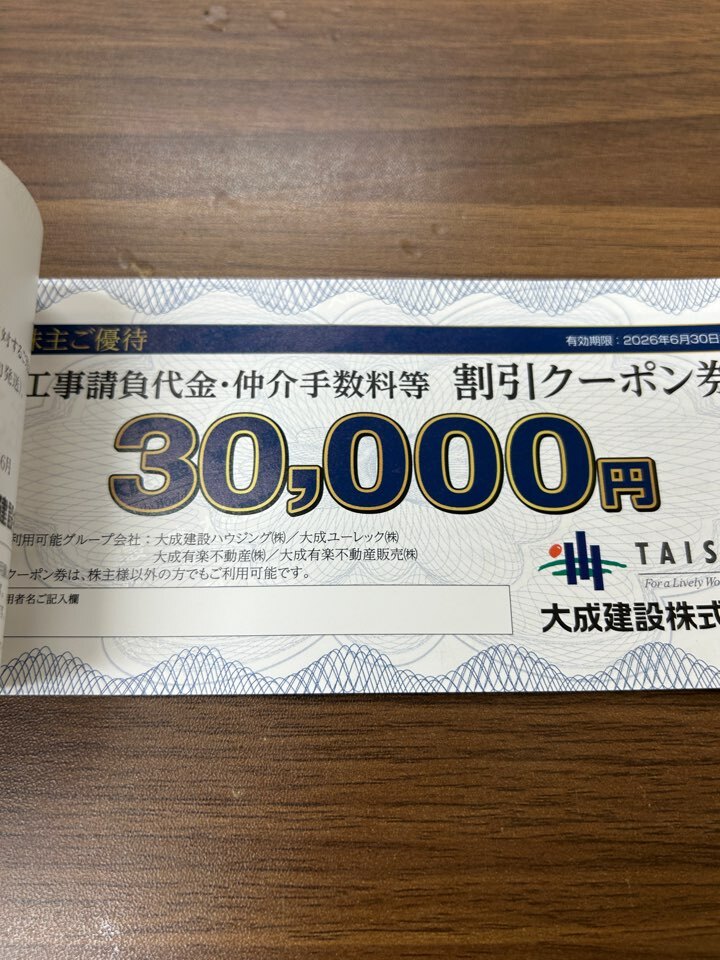 株主ご優待
有効期限：2026年6月30日
工事請負代金・仲介手数料等 割引クーポン券
30,000円
利用可能グループ会社：大成建設ハウジング㈱／大成ユーレック㈱
大成有楽不動産㈱／大成有楽不動産販売㈱
クーポン券は、株主様以外の方でもご利用可能です。
用者名ご記入欄
TAIS
For a Lively Wo
大成建設株式
6月